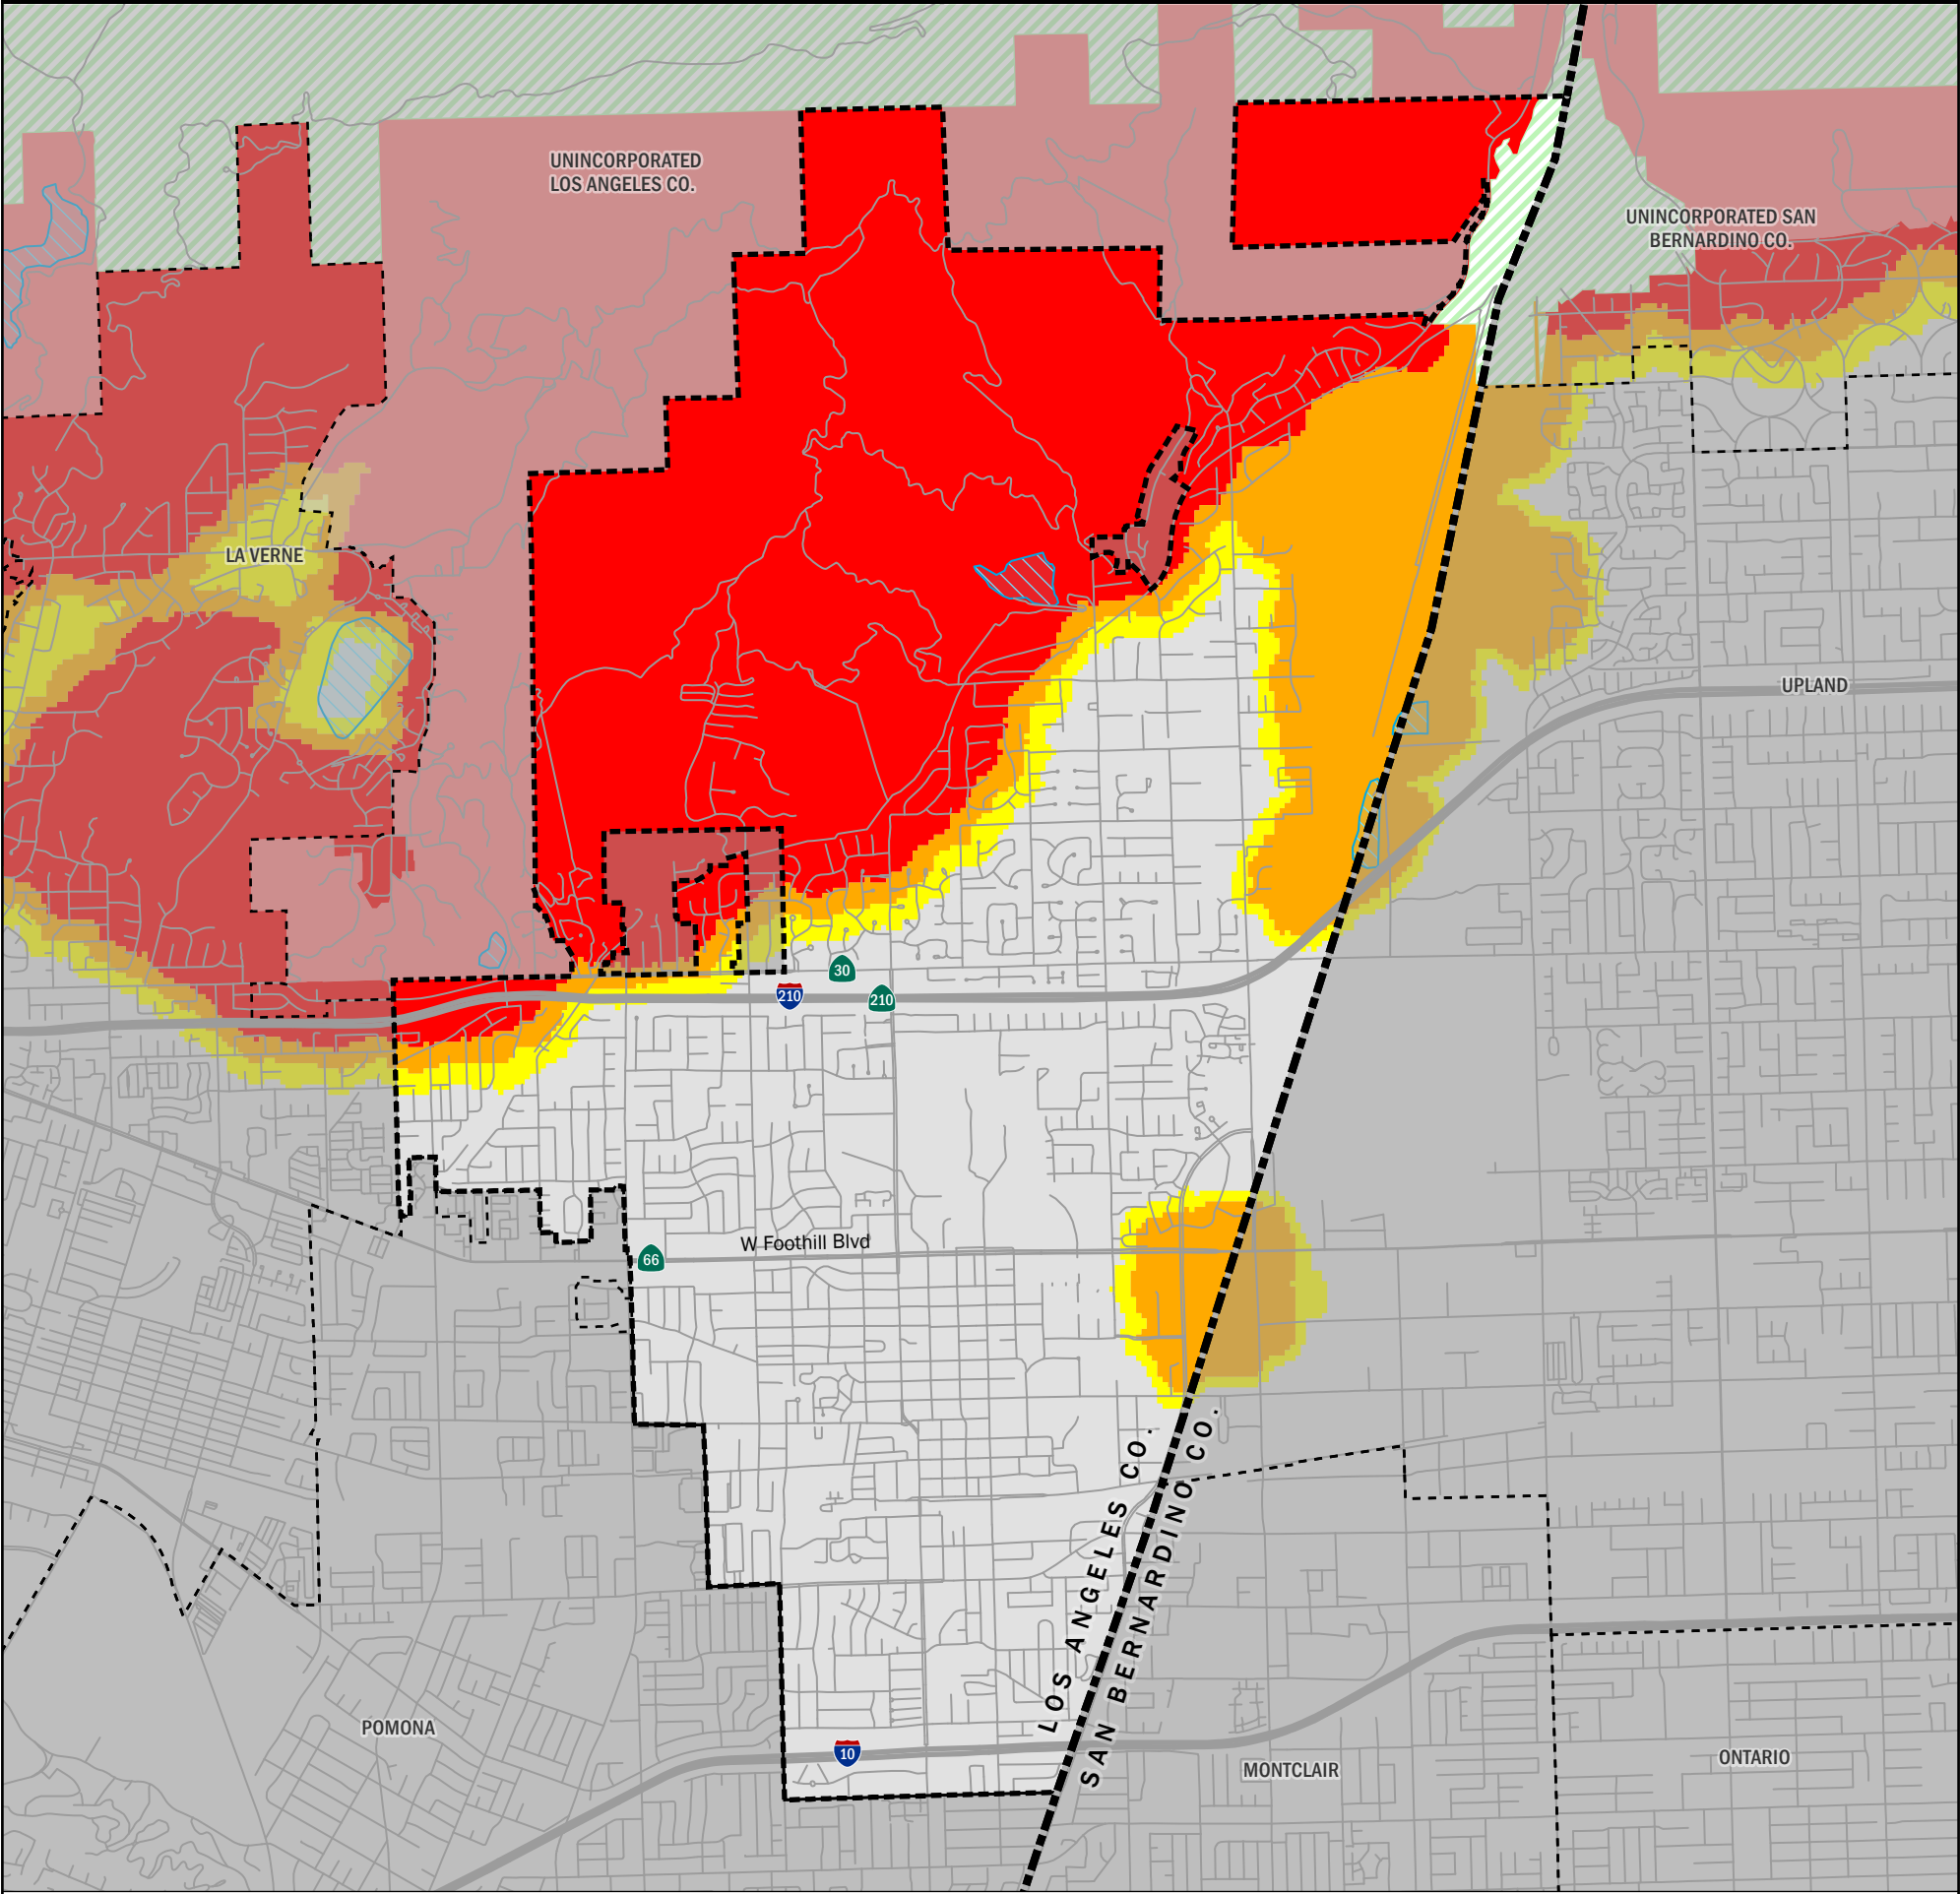 UNINCORPORATED
LOS ANGELES CO.
UNINCORPORATED SAN
BERNARDINO CO.
LA VERNE
UPLAND
30
210
210
W Foothill Blvd
66
LOS ANGELES CO.
SAN BERNARDINO CO.
POMONA
10
MONTCLAIR
ONTARIO